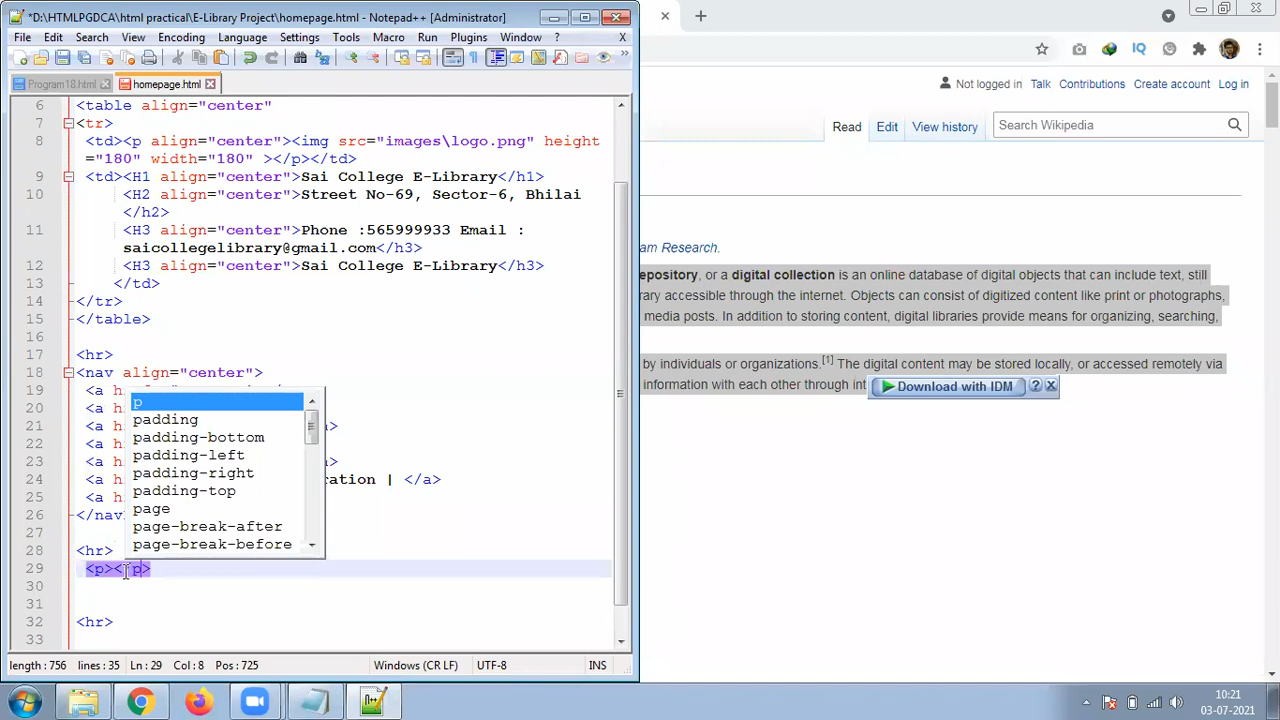 *D:\HTMLPGDCA\html practical\E-Library Project\homepage.html - Notepad++ [Administrator]
File Edit Search View Encoding Language Settings Tools Macro Run Plugins Window ? X
Program18.html homepage.html
6 <table align="center"
7 <tr>
8 <td><p align="center"><img src="images\logo.png" height
="180" width="180" ></p></td>
9 <td><H1 align="center">Sai College E-Library</h1>
10 <H2 align="center">Street No-69, Sector-6, Bhilai
</h2>
11 <H3 align="center">Phone :565999933 Email :
saicollegelibrary@gmail.com</h3>
12 <H3 align="center">Sai College E-Library</h3>
13 </td>
14 </tr>
15 </table>
16
17 <hr>
18 <nav align="center">
19 <a h
20 <a h
21 <a h a>
22 <a h
23 <a h a>
24 <a h ration | </a>
25 <a h
26 </nav
27
28 <hr>
29 <p></p>
30
31
32 <hr>
33
p
padding
padding-bottom
padding-left
padding-right
padding-top
page
page-break-after
page-break-before
length : 756 lines : 35 Ln : 29 Col : 8 Pos : 725 Windows (CR LF) UTF-8 INS
IQ
Not logged in Talk Contributions Create account Log in
Read Edit View history Search Wikipedia
am Research.
epository, or a digital collection is an online database of digital objects that can include text, still
rary accessible through the internet. Objects can consist of digitized content like print or photographs,
media posts. In addition to storing content, digital libraries provide means for organizing, searching,
by individuals or organizations.[1] The digital content may be stored locally, or accessed remotely via
information with each other through int
Download with IDM ?
10:21
03-07-2021